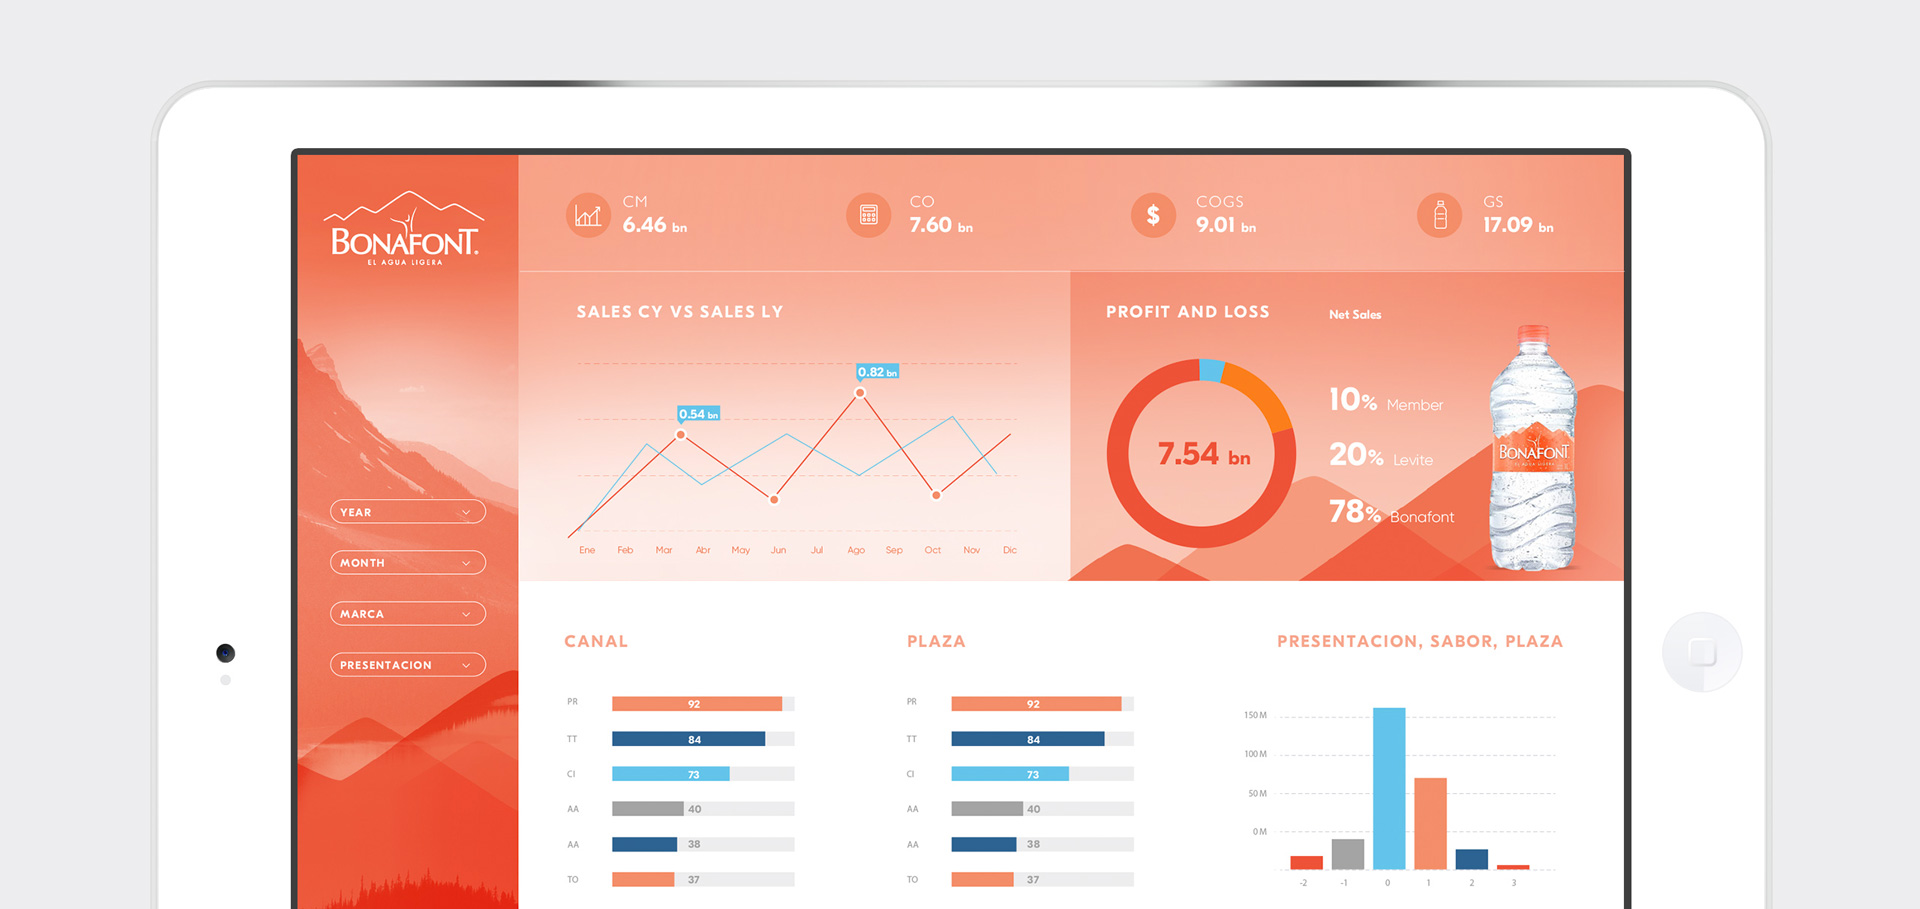 BONAFONT®
EL AGUA LIGERA
CM
6.46 bn
CO
7.60 bn
COGS
9.01 bn
GS
17.09 bn
YEAR
MONTH
MARCA
PRESENTACION
SALES CY VS SALES LY
0.54 bn
0.82 bn
Ene Feb Mar Abr May Jun Jul Ago Sep Oct Nov Dic
PROFIT AND LOSS
7.54 bn
Net Sales
10% Member
20% Levite
78% Bonafont
BONAFONT
EL AGUA LIGERA
CANAL
PR 92
TT 84
CI 73
AA 40
AA 38
TO 37
PLAZA
PR 92
TT 84
CI 73
AA 40
AA 38
TO 37
PRESENTACION, SABOR, PLAZA
150 M
100 M
50 M
0 M
-2 -1 0 1 2 3